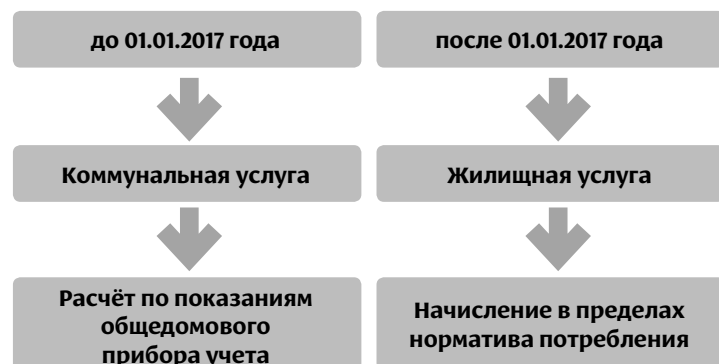 до 01.01.2017 года
после 01.01.2017 года
Коммунальная услуга
Жилищная услуга
Расчёт по показаниям
общедомового
прибора учета
Начисление в пределах
норматива потребления